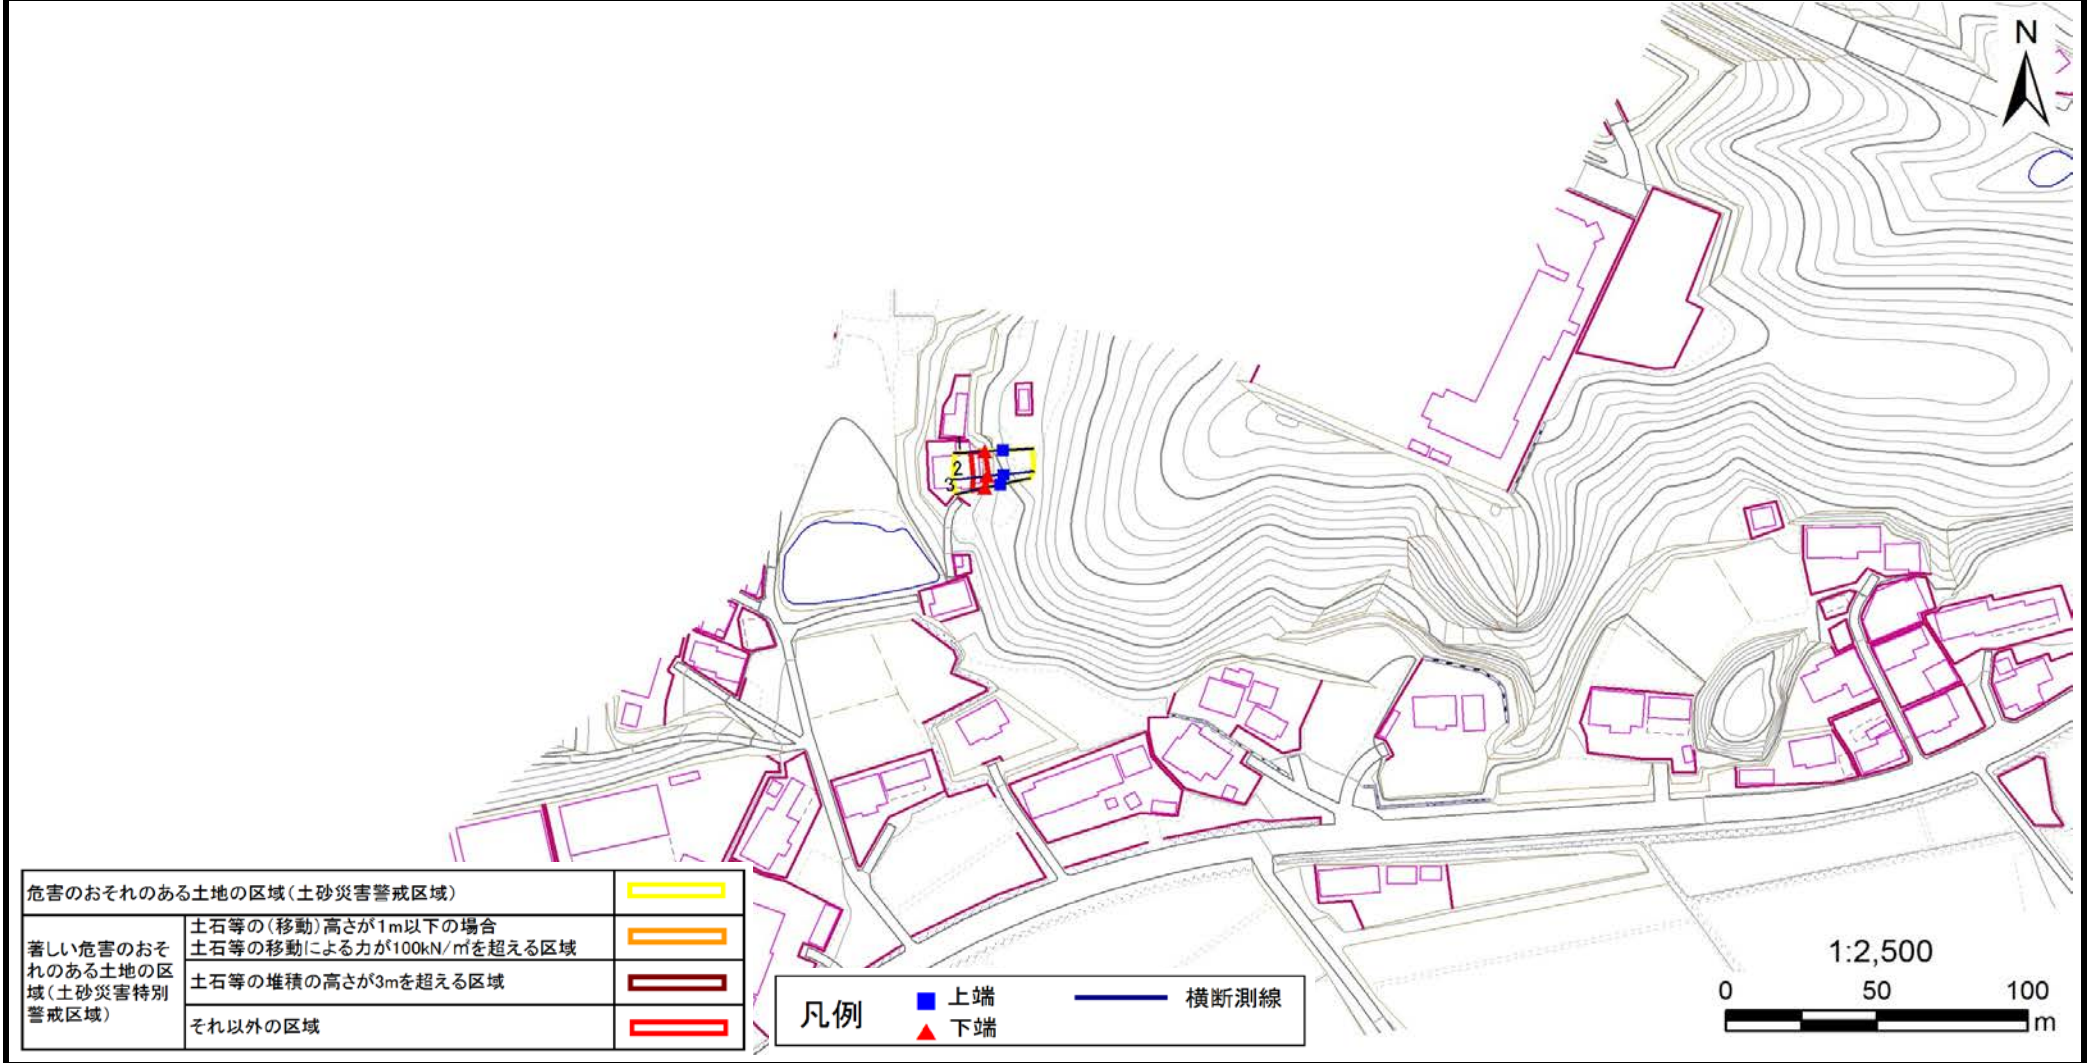 N
1
2
3
危害のおそれのある土地の区域(土砂災害警戒区域)
著しい危害のおそ
れのある土地の区
域(土砂災害特別
警戒区域)
土石等の(移動)高さが1m以下の場合
土石等の移動による力が100kN/㎡を超える区域
土石等の堆積の高さが3mを超える区域
それ以外の区域
凡例
上端
下端
横断測線
1:2,500
0 50 100
m